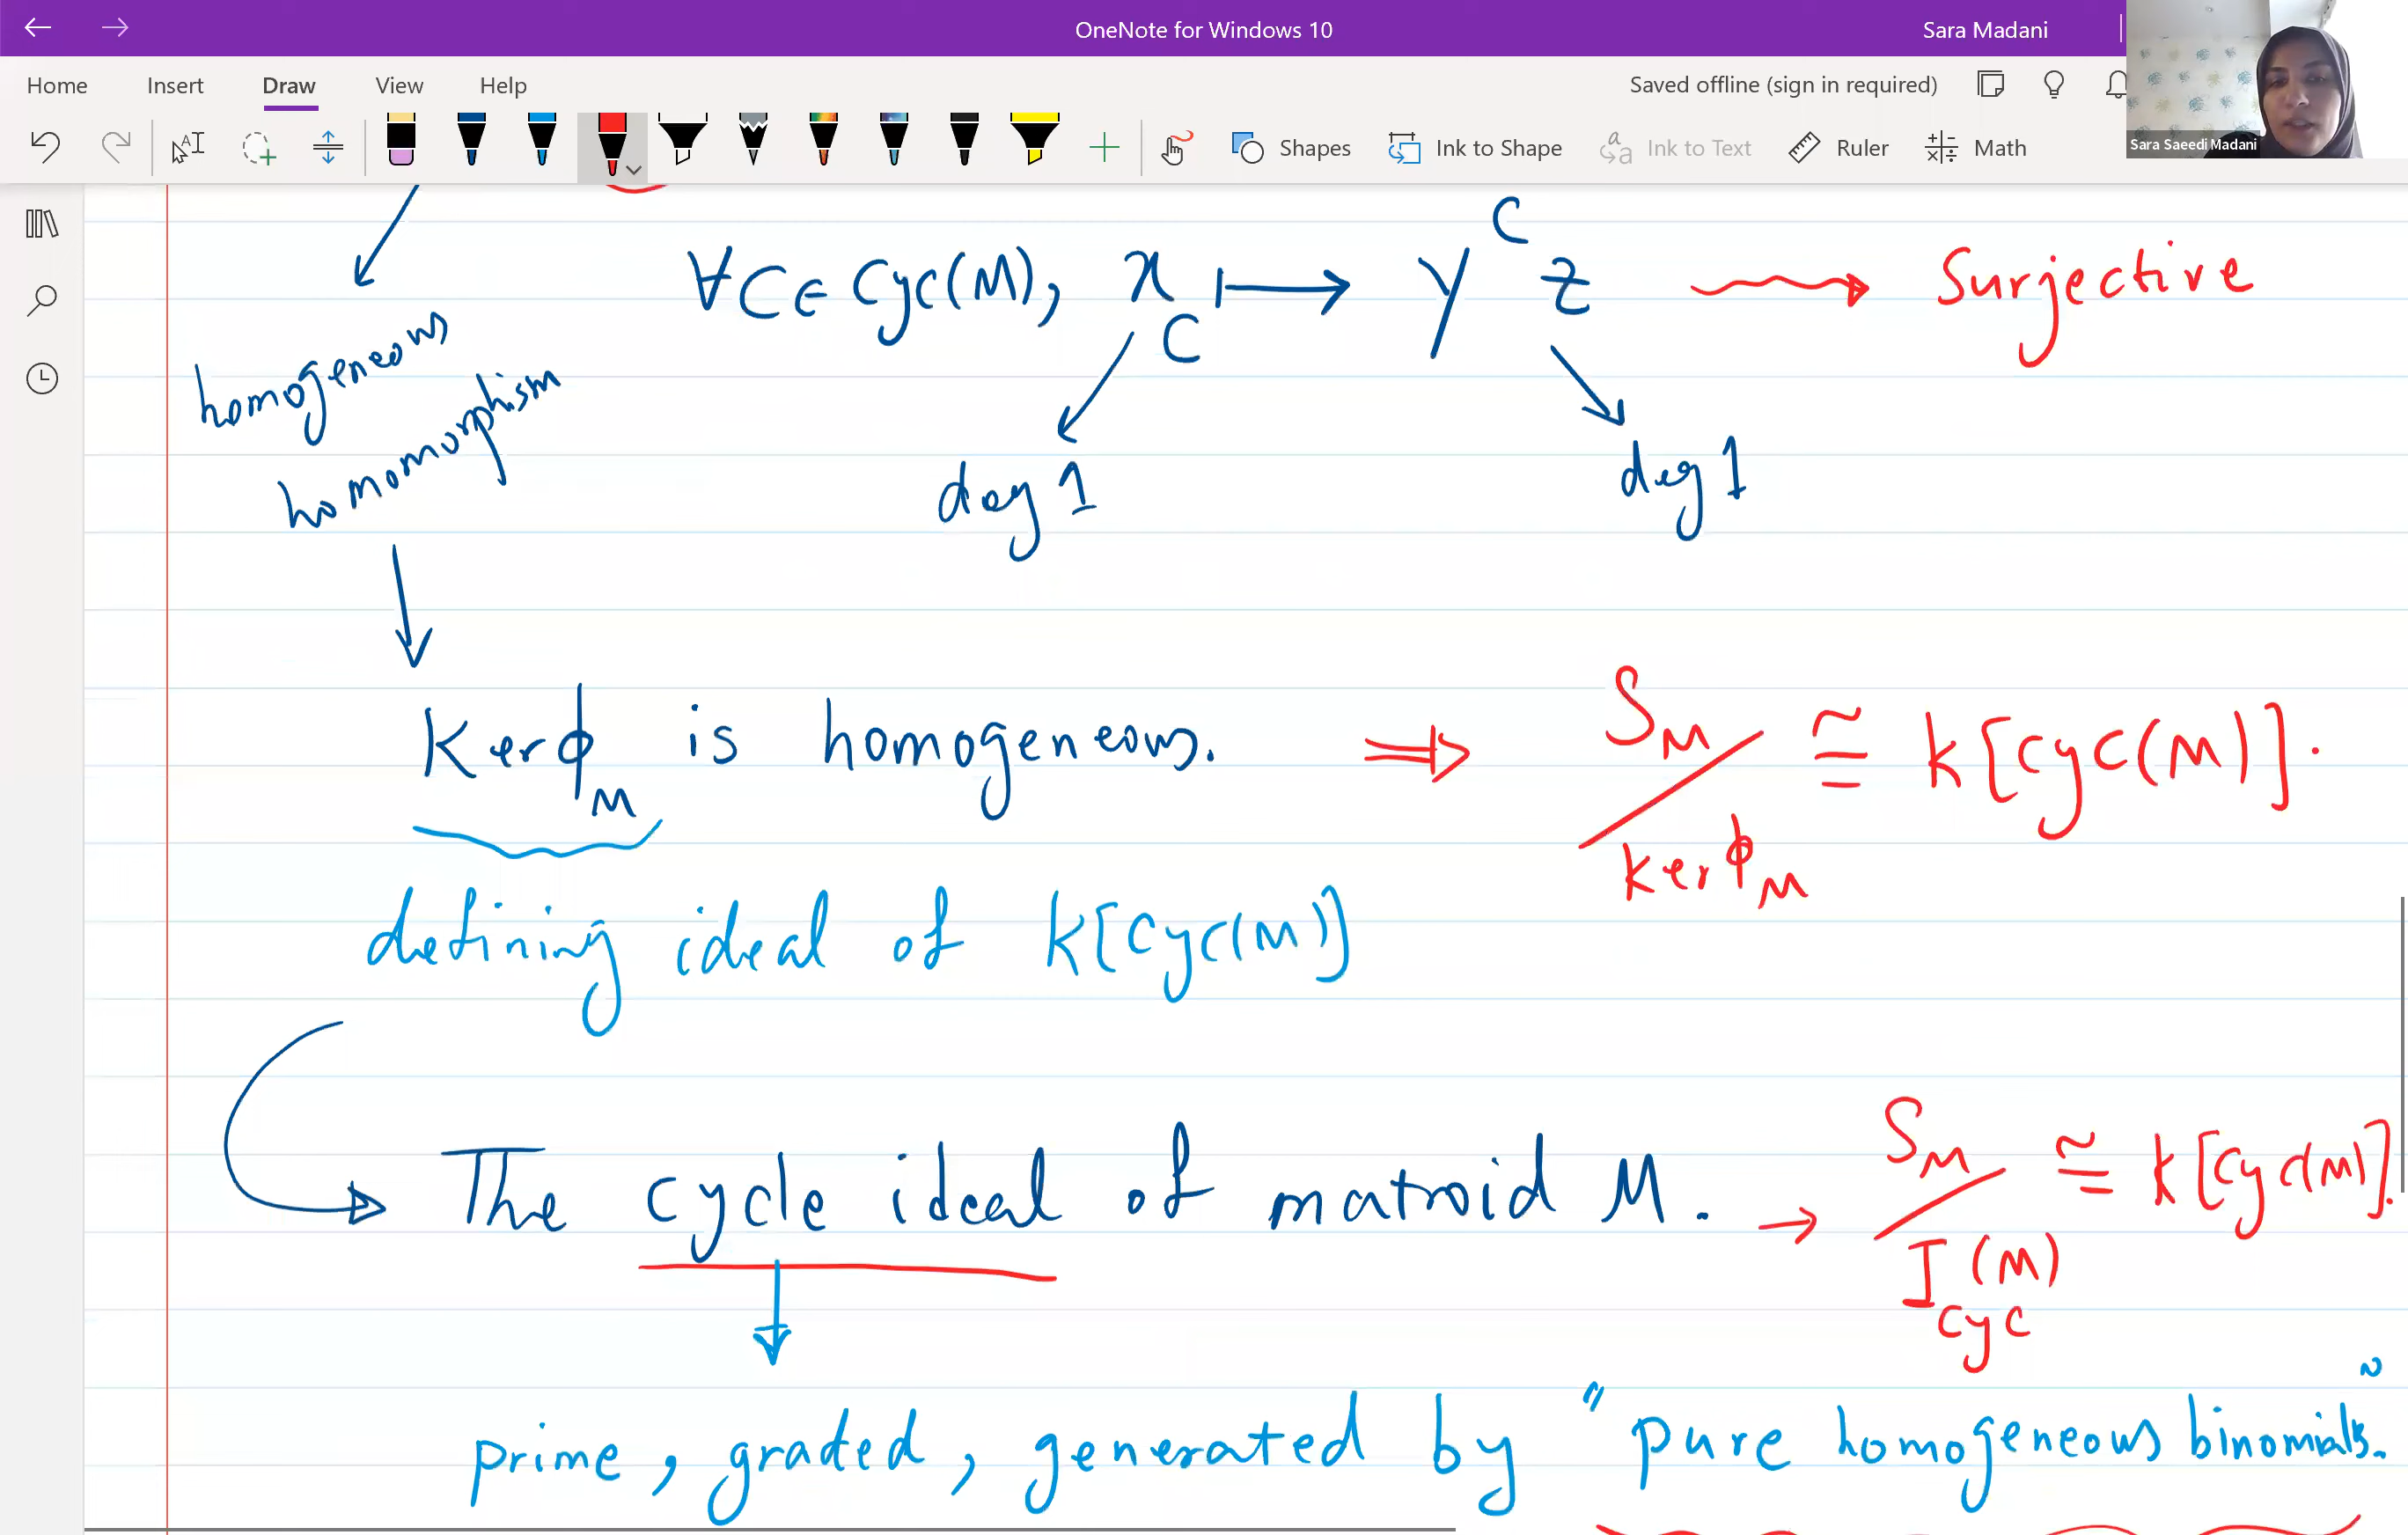 OneNote for Windows 10
Sara Madani
Home Insert Draw View Help
Saved offline (sign in required)
Shapes Ink to Shape Ink to Text Ruler Math
Sara Saeedi Madani
∀C∈Cyc(M), x_C ⟼ y^C z ⟶ Surjective
homogeneous
homomorphism
deg 1
deg 1
Kerϕ_M is homogeneous. ⇒ S_M/kerϕ_M ≅ k[Cyc(M)].
defining ideal of k[Cyc(M)]
The cycle ideal of matroid M. → S_M/I_cyc(M) ≅ k[Cyc(M)].
prime, graded, generated by "pure homogeneous binomials."